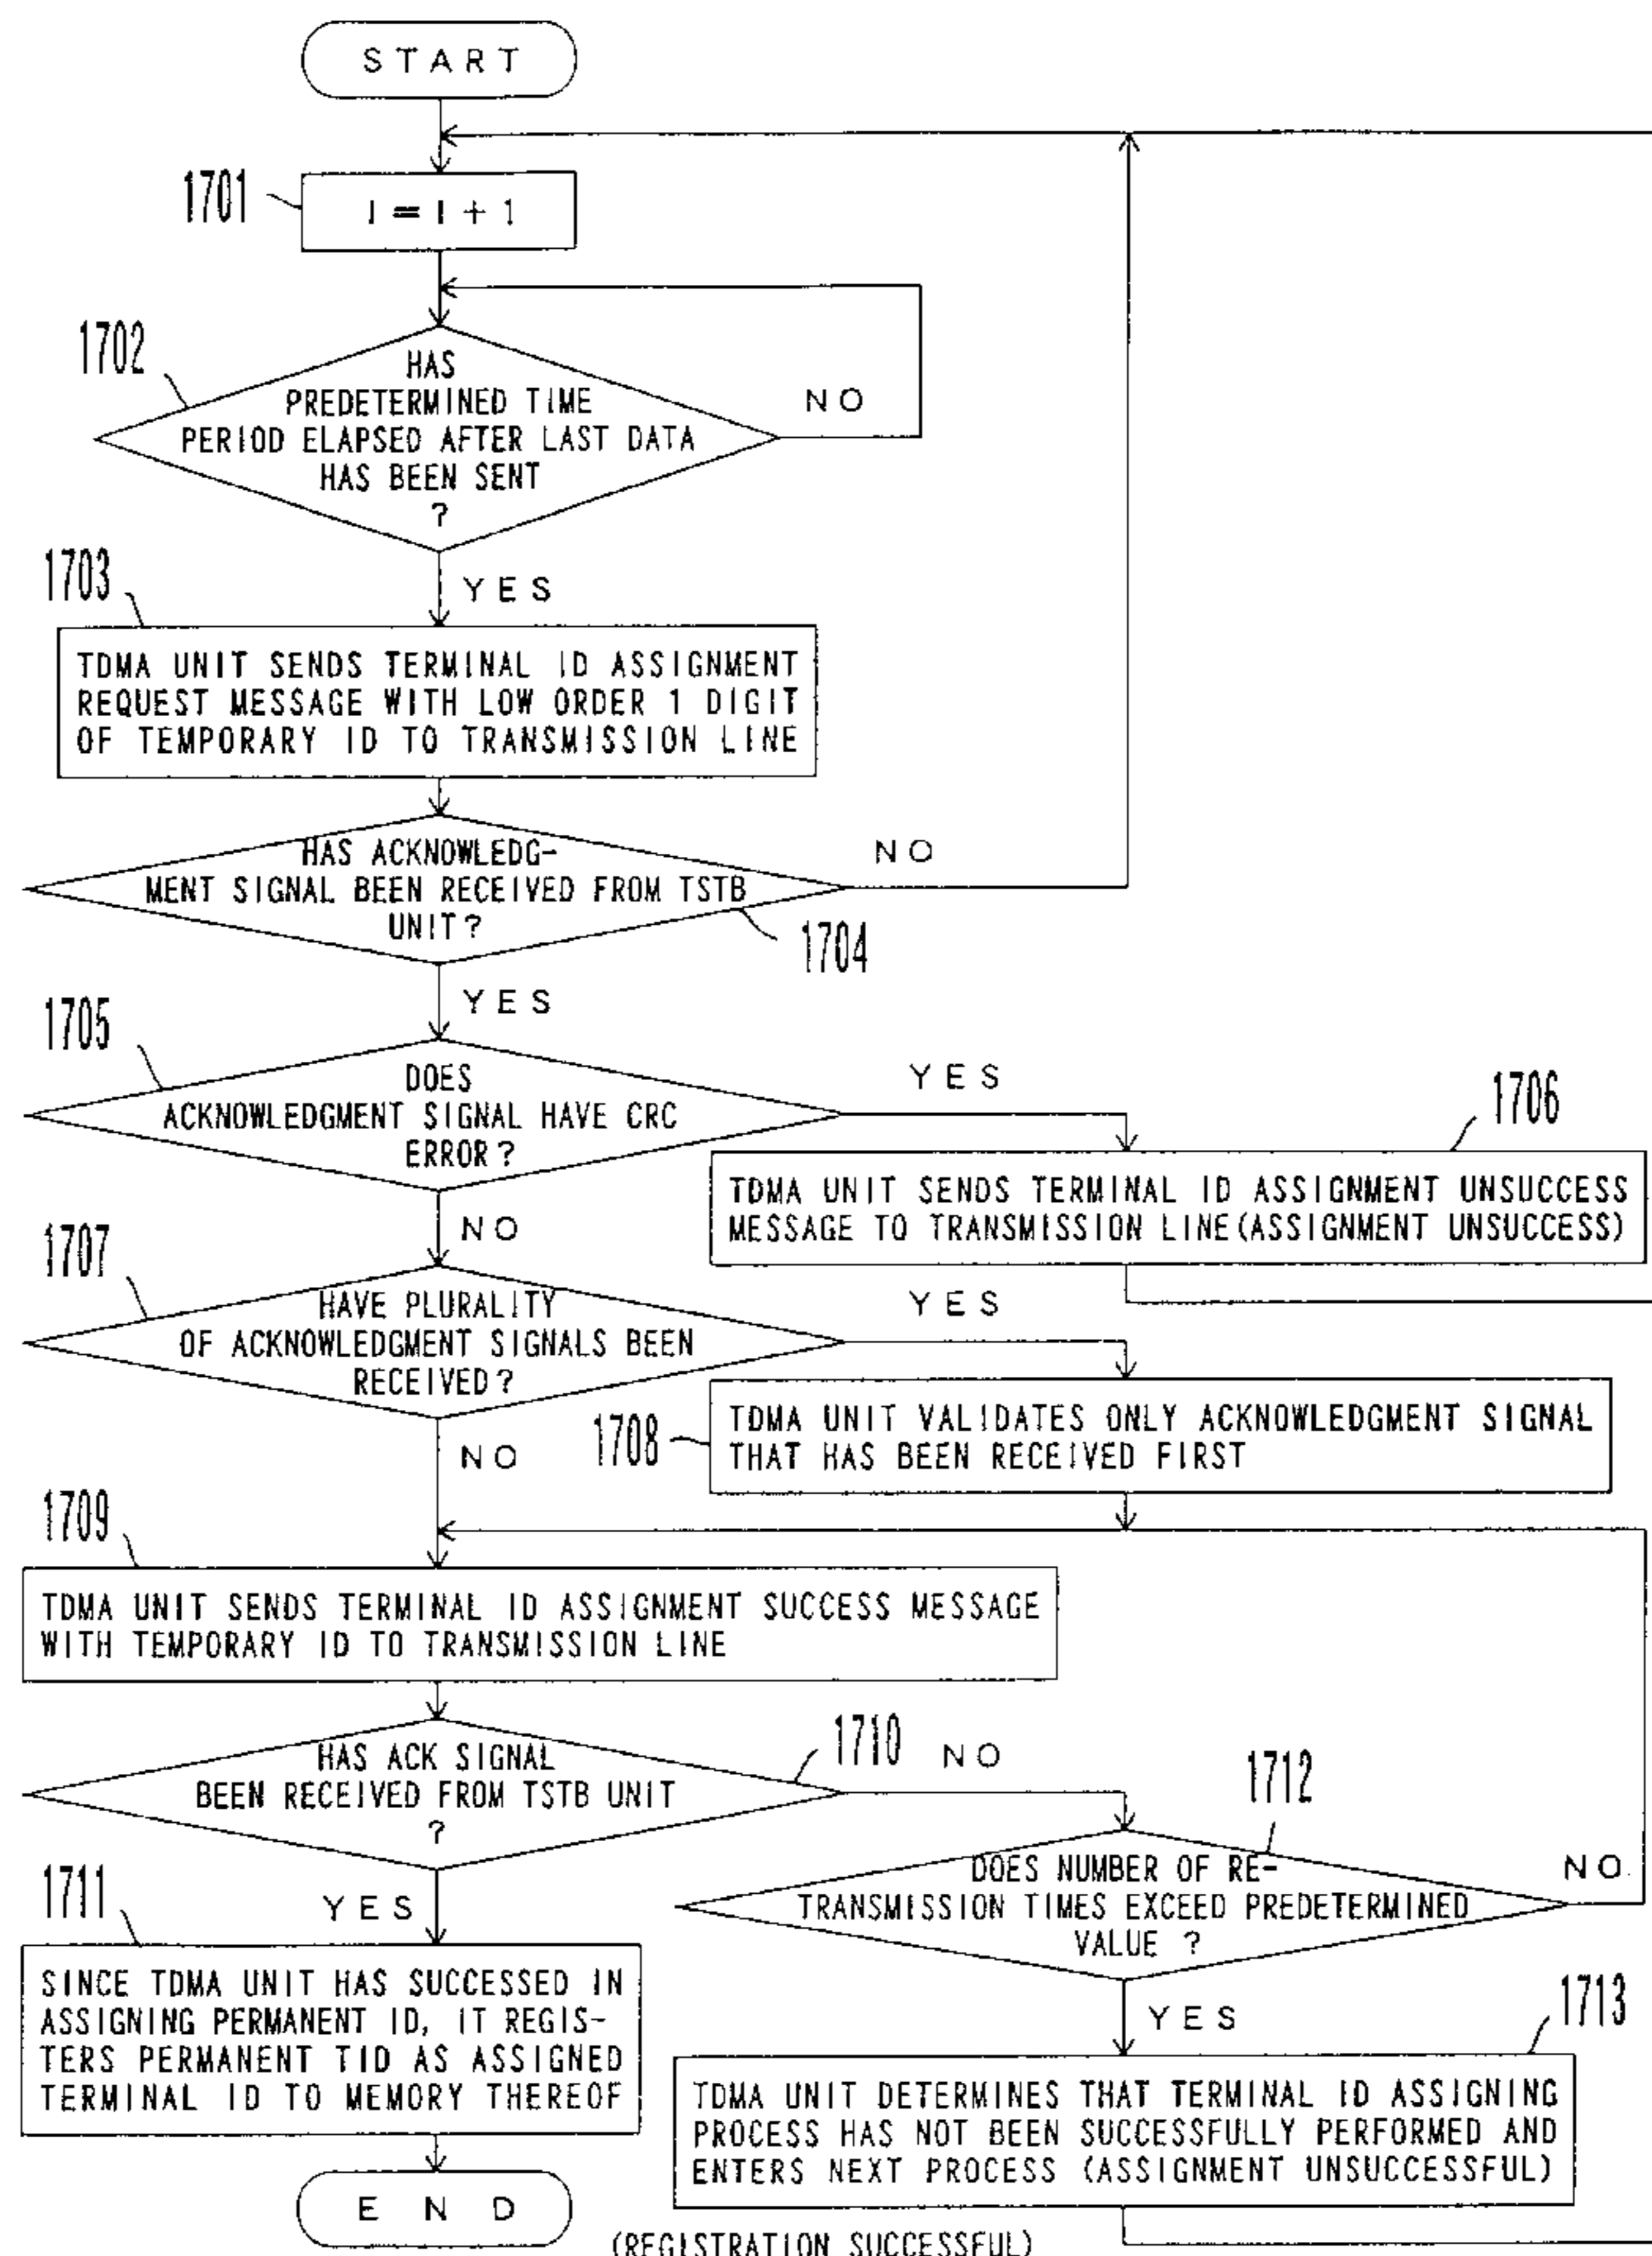 START
1701
I = I + 1
1702
HAS
PREDETERMINED TIME
PERIOD ELAPSED AFTER LAST DATA
HAS BEEN SENT
?
NO
YES
1703
TDMA UNIT SENDS TERMINAL ID ASSIGNMENT
REQUEST MESSAGE WITH LOW ORDER 1 DIGIT
OF TEMPORARY ID TO TRANSMISSION LINE
HAS ACKNOWLEDG-
MENT SIGNAL BEEN RECEIVED FROM TSTB
UNIT?
NO
1704
YES
1705
DOES
ACKNOWLEDGMENT SIGNAL HAVE CRC
ERROR?
YES
1706
TDMA UNIT SENDS TERMINAL ID ASSIGNMENT UNSUCCESS
MESSAGE TO TRANSMISSION LINE(ASSIGNMENT UNSUCCESS)
NO
1707
HAVE PLURALITY
OF ACKNOWLEDGMENT SIGNALS BEEN
RECEIVED?
YES
1708
TDMA UNIT VALIDATES ONLY ACKNOWLEDGMENT SIGNAL
THAT HAS BEEN RECEIVED FIRST
NO
1709
TDMA UNIT SENDS TERMINAL ID ASSIGNMENT SUCCESS MESSAGE
WITH TEMPORARY ID TO TRANSMISSION LINE
HAS ACK SIGNAL
BEEN RECEIVED FROM TSTB UNIT
?
1710
NO
1712
DOES NUMBER OF RE-
TRANSMISSION TIMES EXCEED PREDETERMINED
VALUE ?
NO
1711
YES
SINCE TDMA UNIT HAS SUCCESSED IN
ASSIGNING PERMANENT ID, IT REGIS-
TERS PERMANENT TID AS ASSIGNED
TERMINAL ID TO MEMORY THEREOF
YES
1713
TDMA UNIT DETERMINES THAT TERMINAL ID ASSIGNING
PROCESS HAS NOT BEEN SUCCESSFULLY PERFORMED AND
ENTERS NEXT PROCESS (ASSIGNMENT UNSUCCESSFUL)
END
(REGISTRATION SUCCESSFUL)